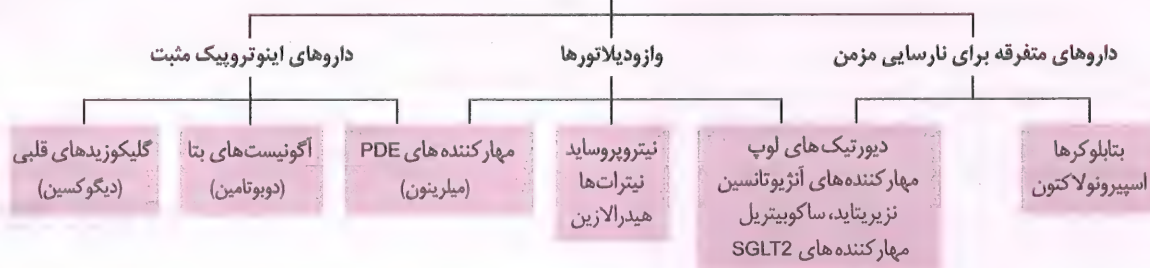 داروهای متفرقه برای نارسایی مزمن
وازودیلاتورها
داروهای اینوتروپیک مثبت
بتابلوکرها
اسپیرونولاکتون
دیورتیک‌های لوپ
مهارکننده‌های آنژیوتانسین
نزیریتاید، ساکوبیتریل
مهارکننده‌های SGLT2
نیتروپروساید
نیترات‌ها
هیدرالازین
مهارکننده‌های PDE
(میلرینون)
آگونیست‌های بتا
(دوبوتامین)
گلیکوزیدهای قلبی
(دیگوکسین)